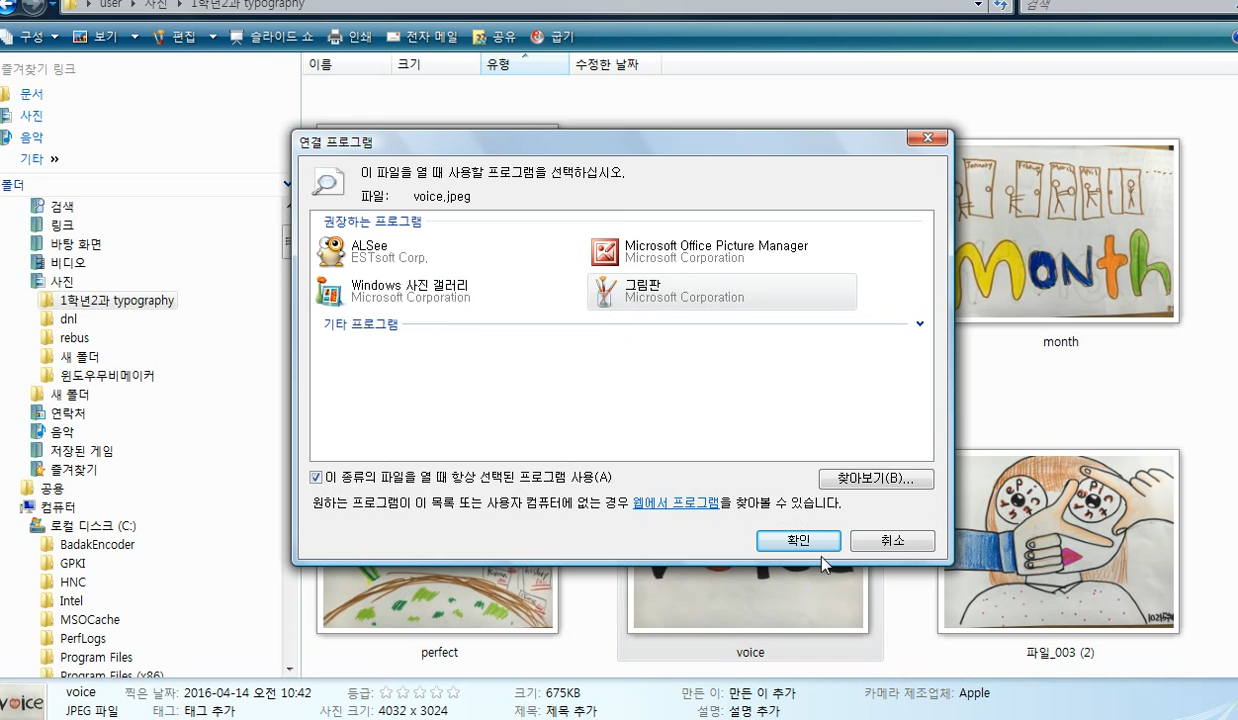 user ▸ 사진 ▸ 1학년2과 typography
검색
구성 보기 편집 슬라이드 쇼 인쇄 전자 메일 공유 굽기
즐겨찾기 링크
문서
사진
음악
기타 »
폴더
검색
링크
바탕 화면
비디오
사진
1학년2과 typography
dnl
rebus
새 폴더
윈도우무비메이커
새 폴더
연락처
음악
저장된 게임
즐겨찾기
공용
컴퓨터
로컬 디스크 (C:)
BadakEncoder
GPKI
HNC
Intel
MSOCache
PerfLogs
Program Files
Program Files (x86)
이름 크기 유형 수정한 날짜
연결 프로그램
이 파일을 열 때 사용할 프로그램을 선택하십시오.
파일: voice.jpeg
권장하는 프로그램
ALSee
ESTsoft Corp.
Microsoft Office Picture Manager
Microsoft Corporation
Windows 사진 갤러리
Microsoft Corporation
그림판
Microsoft Corporation
기타 프로그램
이 종류의 파일을 열 때 항상 선택된 프로그램 사용(A)
찾아보기(B)...
원하는 프로그램이 이 목록 또는 사용자 컴퓨터에 없는 경우 웹에서 프로그램을 찾아볼 수 있습니다.
확인
취소
January February March April
MonTh
month
epic
epic
perfect
voice
파일_003 (2)
voice
voice 찍은 날짜: 2016-04-14 오전 10:42 등급: ☆☆☆☆☆ 크기: 675KB 만든 이: 만든 이 추가 카메라 제조업체: Apple
JPEG 파일 태그: 태그 추가 사진 크기: 4032 x 3024 제목: 제목 추가 설명: 설명 추가